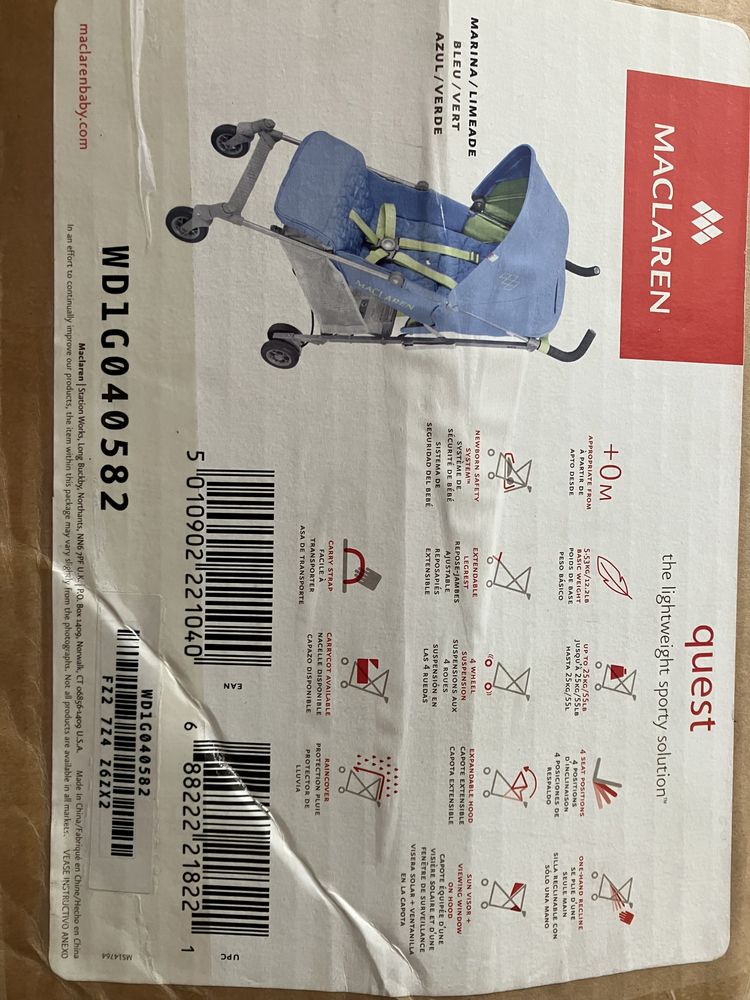 MACLAREN
quest
the lightweight sporty solution™
MARINA/LIMEADE
BLEU/VERT
AZUL/VERDE
MACLAREN
+0M
APPROPRIATE FROM
À PARTIR DE
APTO DESDE
5.53KG/12.2LB
BASIC WEIGHT
POIDS DE BASE
PESO BÁSICO
UP TO 25KG/55LB
JUSQU'À 25KG/55LB
HASTA 25KG/55L
4 SEAT POSITIONS
4 POSITIONS
D'INCLINAISON
4 POSICIONES DE
RESPALDO
ONE-HAND RECLINE
SE PLIE D'UNE
SEULE MAIN
SILLA RECLINABLE CON
SÓLO UNA MANO
NEWBORN SAFETY
SYSTEM™
SYSTÈME DE
SÉCURITÉ DE BÉBÉ
SISTEMA DE
SEGURIDAD DEL BEBÉ
EXTENDABLE
LEGREST
REPOSE-JAMBES
AJUSTABLE
REPOSAPIÉS
EXTENSIBLE
4 WHEEL
SUSPENSION
SUSPENSIONS AUX
4 ROUES
SUSPENSIÓN EN
LAS 4 RUEDAS
EXPANDABLE HOOD
CAPOTE EXTENSIBLE
CAPOTA EXTENSIBLE
SUN VISOR +
VIEWING WINDOW
ON HOOD
CAPOTE ÉQUIPÉE D'UNE
VISIÈRE SOLAIRE ET D'UNE
FENÊTRE DE SURVEILLANCE
VISERA SOLAR + VENTANILLA
EN LA CAPOTA
CARRY STRAP
FACILE À
TRANSPORTER
ASA DE TRANSPORTE
CARRYCOT AVAILABLE
NACELLE DISPONIBLE
CAPAZO DISPONIBLE
RAINCOVER
PROTECTION PLUIE
PROTECTOR DE
LLUVIA
5 010902 221040
EAN
6 88222 21822 1
UPC
WD1G040582
WD1G040582
FZ2 7Z4 Z6ZX2
maclarenbaby.com
Maclaren | Station Works, Long Buckby, Northants, NN6 7PF U.K. | P.O. Box 1409, Norwalk, CT 06856-1409 U.S.A. Made in China/Fabriqué en Chine/Hecho en China
In an effort to continually improve our products, the item within this package may vary slightly from the photographs. Not all products are available in all markets. VEASE INSTRUCTIVO ANEXO
MS14764